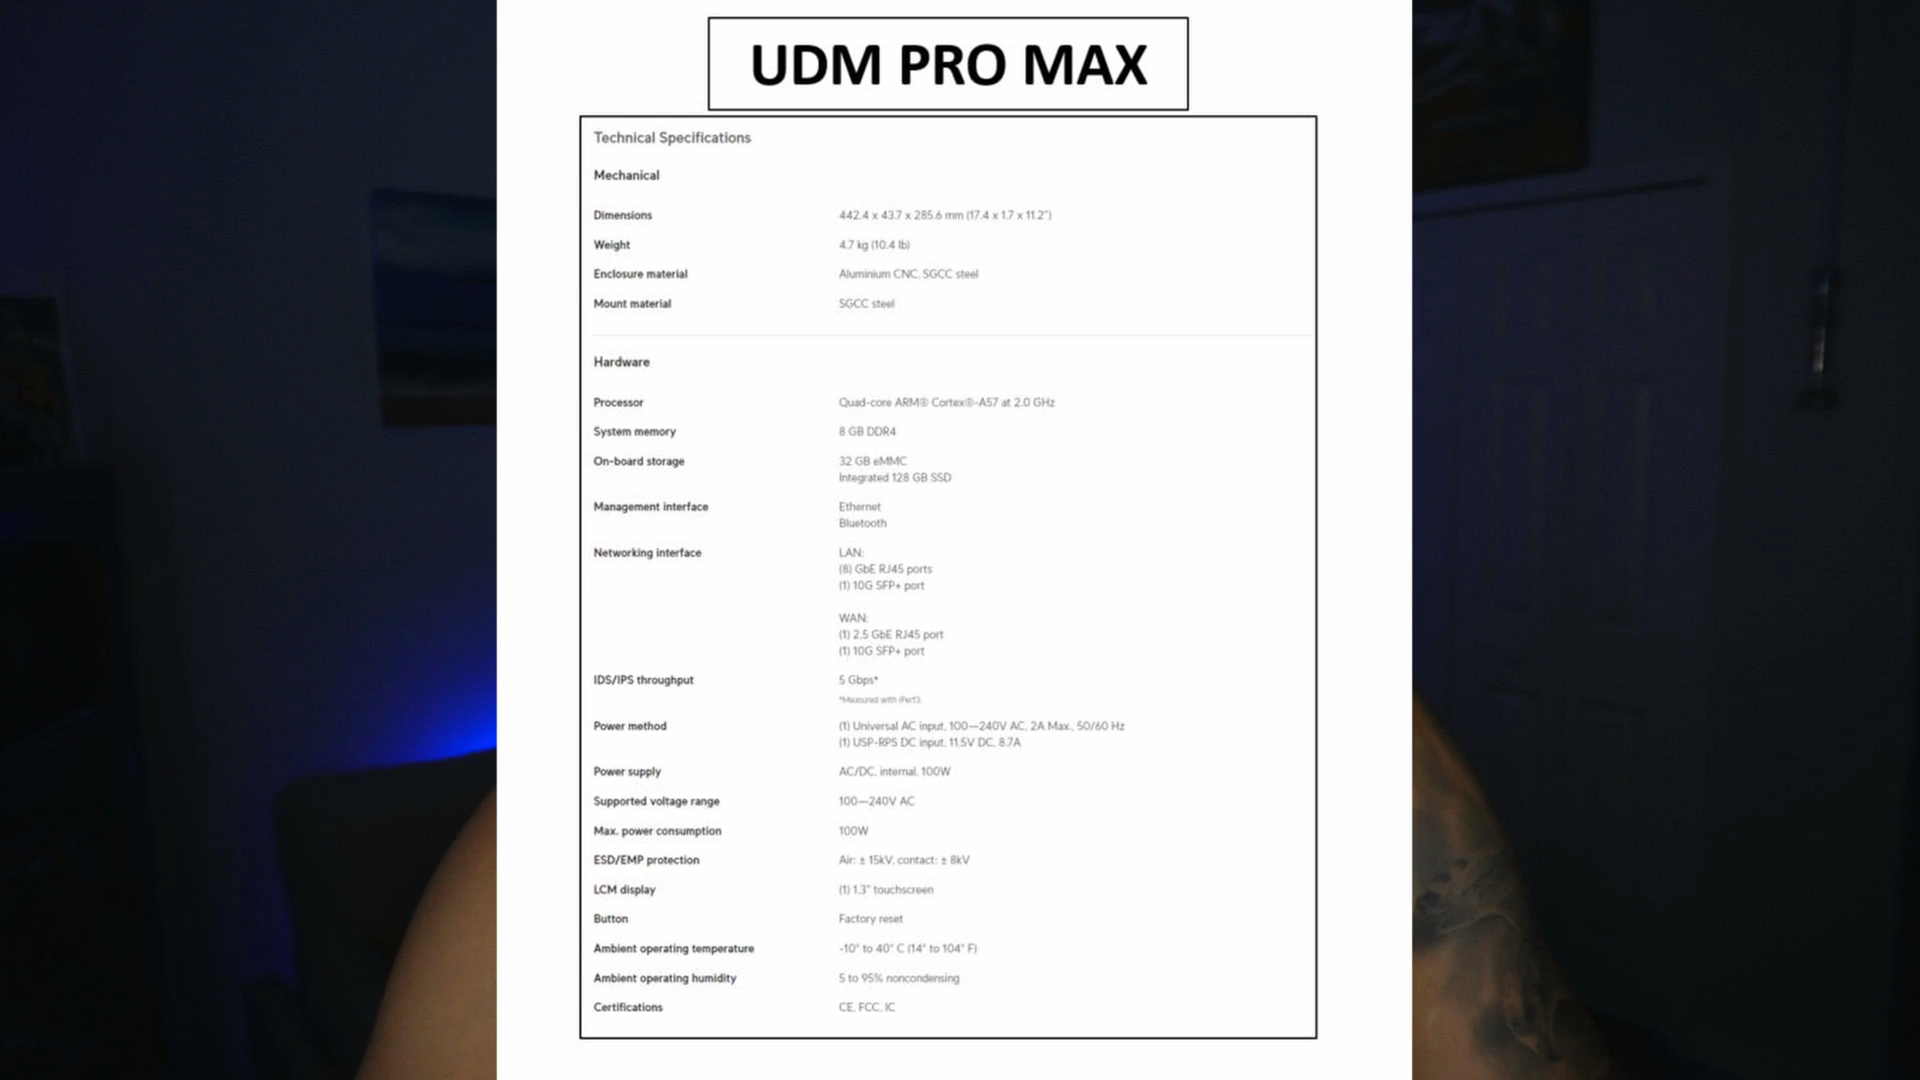 UDM PRO MAX
Technical Specifications
Mechanical
Dimensions 442.4 x 43.7 x 285.6 mm (17.4 x 1.7 x 11.2")
Weight 4.7 kg (10.4 lb)
Enclosure material Aluminium CNC, SGCC steel
Mount material SGCC steel
Hardware
Processor Quad-core ARM® Cortex®-A57 at 2.0 GHz
System memory 8 GB DDR4
On-board storage 32 GB eMMC
Integrated 128 GB SSD
Management interface Ethernet
Bluetooth
Networking interface LAN:
(8) GbE RJ45 ports
(1) 10G SFP+ port
WAN:
(1) 2.5 GbE RJ45 port
(1) 10G SFP+ port
IDS/IPS throughput 5 Gbps*
*Measured with iPerf3.
Power method (1) Universal AC input, 100—240V AC, 2A Max., 50/60 Hz
(1) USP-RPS DC input, 11.5V DC, 8.7A
Power supply AC/DC, internal, 100W
Supported voltage range 100—240V AC
Max. power consumption 100W
ESD/EMP protection Air: ± 15kV, contact: ± 8kV
LCM display (1) 1.3" touchscreen
Button Factory reset
Ambient operating temperature -10° to 40° C (14° to 104° F)
Ambient operating humidity 5 to 95% noncondensing
Certifications CE, FCC, IC